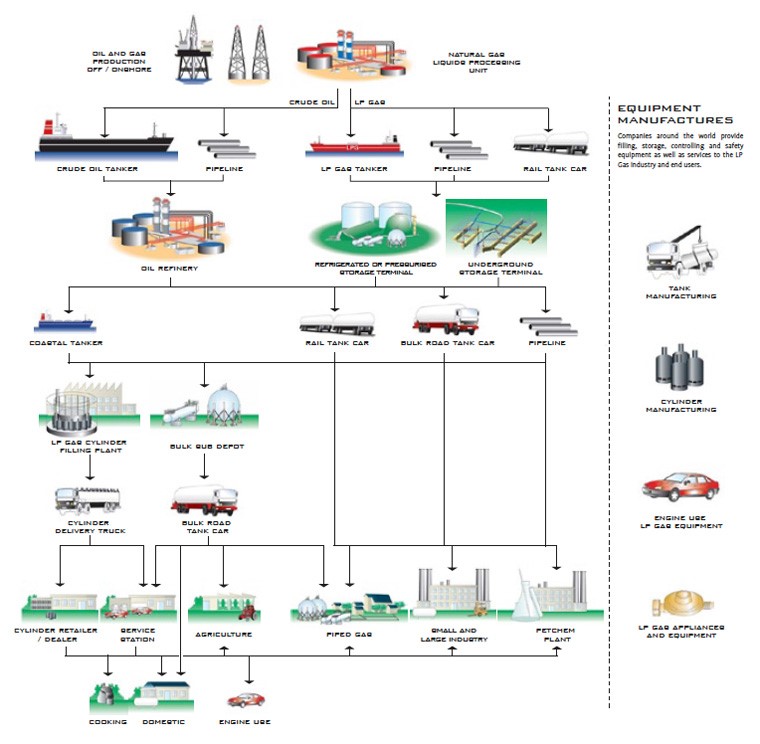 OIL AND GAS
PRODUCTION
OFF / ONSHORE
NATURAL GAS
LIQUIDS PROCESSING
UNIT
CRUDE OIL
LP GAS
EQUIPMENT
MANUFACTURES
Companies around the world provide
filling, storage, controlling and safety
equipment as well as services to the LP
Gas Industry and end users.
LPG
CRUDE OIL TANKER
PIPELINE
LP GAS TANKER
PIPELINE
RAIL TANK CAR
OIL REFINERY
REFRIGERATED OR PRESSURISED
STORAGE TERMINAL
UNDERGROUND
STORAGE TERMINAL
TANK
MANUFACTURING
COASTAL TANKER
RAIL TANK CAR
BULK ROAD TANK CAR
PIPELINE
CYLINDER
MANUFACTURING
LP GAS CYLINDER
FILLING PLANT
BULK SUB DEPOT
CYLINDER
DELIVERY TRUCK
BULK ROAD
TANK CAR
ENGINE USE
LP GAS EQUIPMENT
CYLINDER RETAILER
/ DEALER
SERVICE
STATION
AGRICULTURE
PIPED GAS
SMALL AND
LARGE INDUSTRY
PETCHEM
PLANT
LP GAS APPLIANCES
AND EQUIPMENT
COOKING
DOMESTIC
ENGINE USE